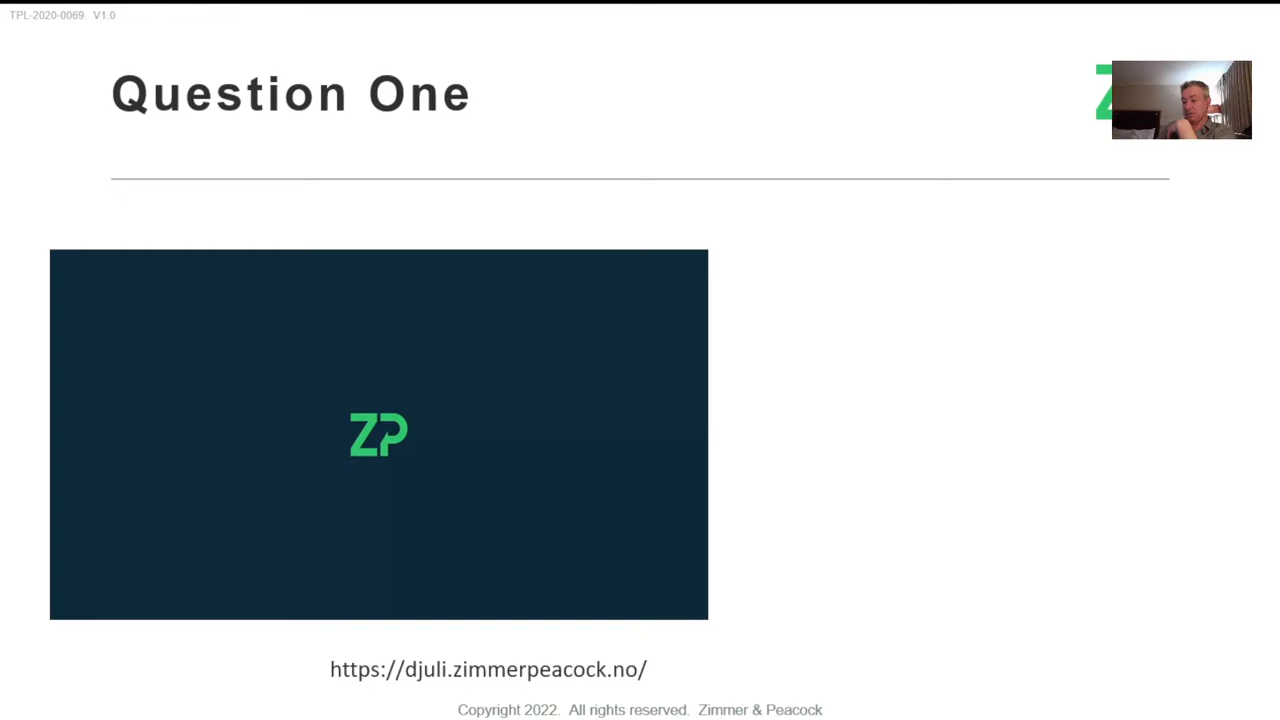 TPL-2020-0069 V1.0
Question One
Z
ZP
https://djuli.zimmerpeacock.no/
Copyright 2022. All rights reserved. Zimmer & Peacock